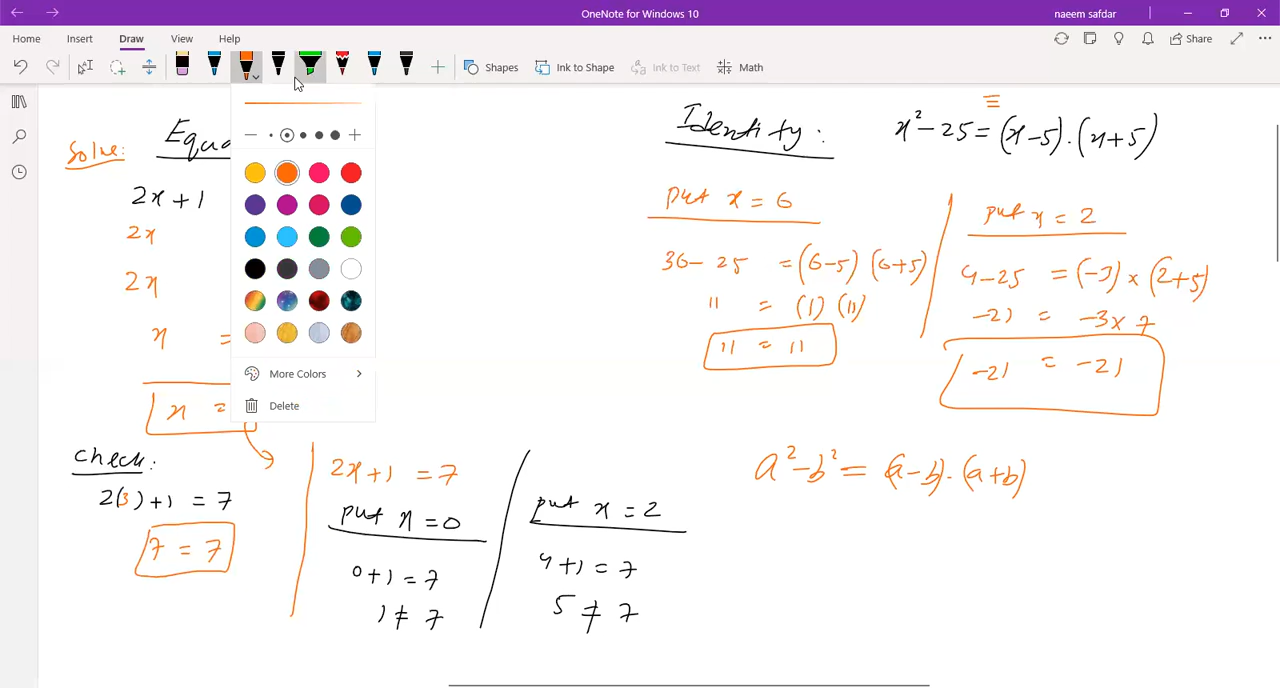 OneNote for Windows 10
naeem safdar
Home Insert Draw View Help
Share
Shapes
Ink to Shape
Ink to Text
Math
More Colors
Delete
Solve:
Equa
2x + 1
2x
2x
x =
x =
check:
2(3) + 1 = 7
7 = 7
2x + 1 = 7
put x = 0
0 + 1 = 7
1 ≠ 7
put x = 2
4 + 1 = 7
5 ≠ 7
Identity:
≡
x² - 25 = (x-5).(x+5)
put x = 6
36 - 25 = (6-5) (6+5)
11 = (1) (11)
11 = 11
put x = 2
4 - 25 = (-3) × (2+5)
-21 = -3 × 7
-21 = -21
a² - b² = (a-b).(a+b)